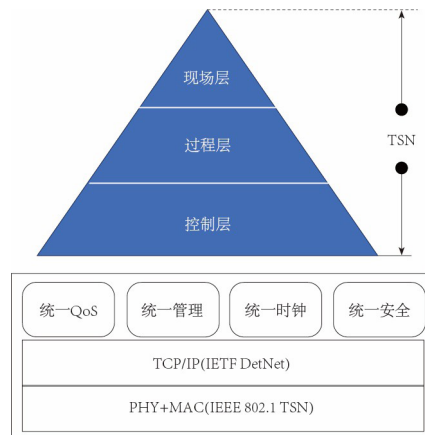 现场层
过程层
TSN
控制层
统一QoS 统一管理 统一时钟 统一安全
TCP/IP(IETF DetNet)
PHY+MAC(IEEE 802.1 TSN)